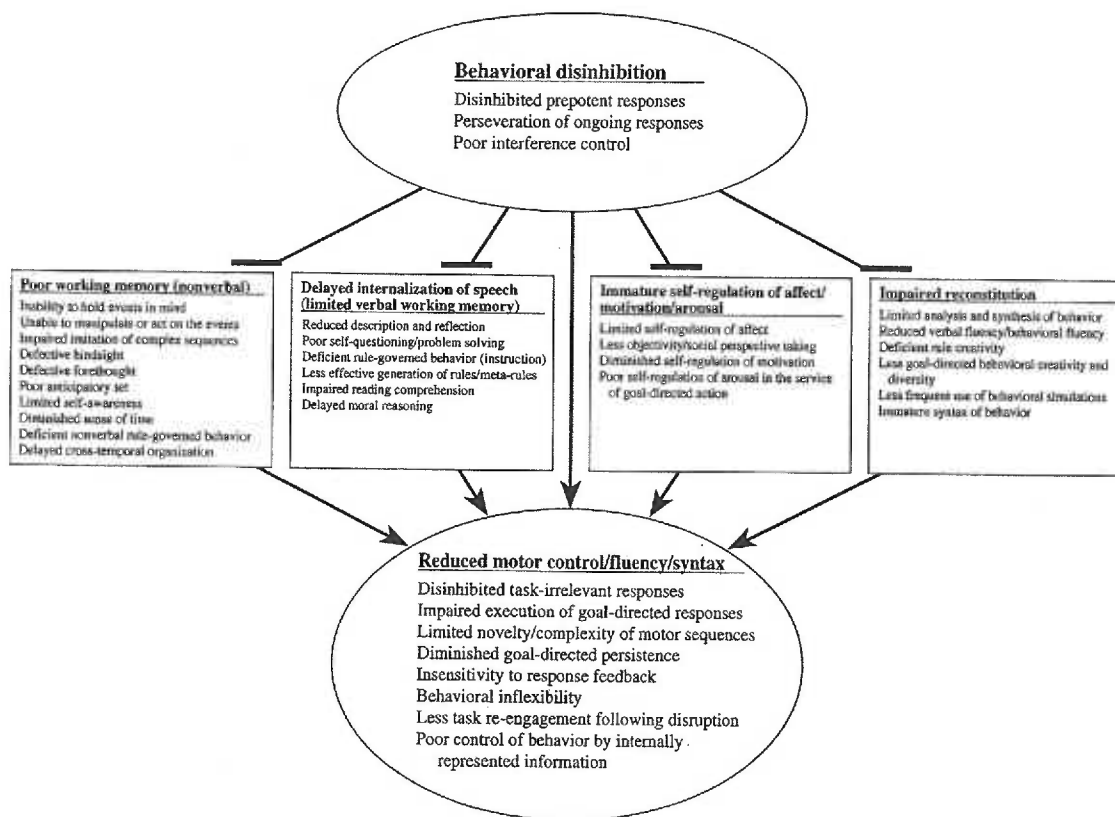 Behavioral disinhibition
Disinhibited prepotent responses
Perseveration of ongoing responses
Poor interference control
Poor working memory (nonverbal)
Inability to hold events in mind
Unable to manipulate or act on the events
Impaired imitation of complex sequences
Defective hindsight
Defective forethought
Poor anticipatory set
Limited self-awareness
Diminished sense of time
Deficient nonverbal rule-governed behavior
Delayed cross-temporal organization
Delayed internalization of speech
(limited verbal working memory)
Reduced description and reflection
Poor self-questioning/problem solving
Deficient rule-governed behavior (instruction)
Less effective generation of rules/meta-rules
Impaired reading comprehension
Delayed moral reasoning
Immature self-regulation of affect/
motivation/arousal
Limited self-regulation of affect
Less objectivity/social perspective taking
Diminished self-regulation of motivation
Poor self-regulation of arousal in the service
of goal-directed action
Impaired reconstitution
Limited analysis and synthesis of behavior
Reduced verbal fluency/behavioral fluency
Deficient rule creativity
Less goal-directed behavioral creativity and
diversity
Less frequent use of behavioral simulations
Immature syntax of behavior
Reduced motor control/fluency/syntax
Disinhibited task-irrelevant responses
Impaired execution of goal-directed responses
Limited novelty/complexity of motor sequences
Diminished goal-directed persistence
Insensitivity to response feedback
Behavioral inflexibility
Less task re-engagement following disruption
Poor control of behavior by internally
represented information